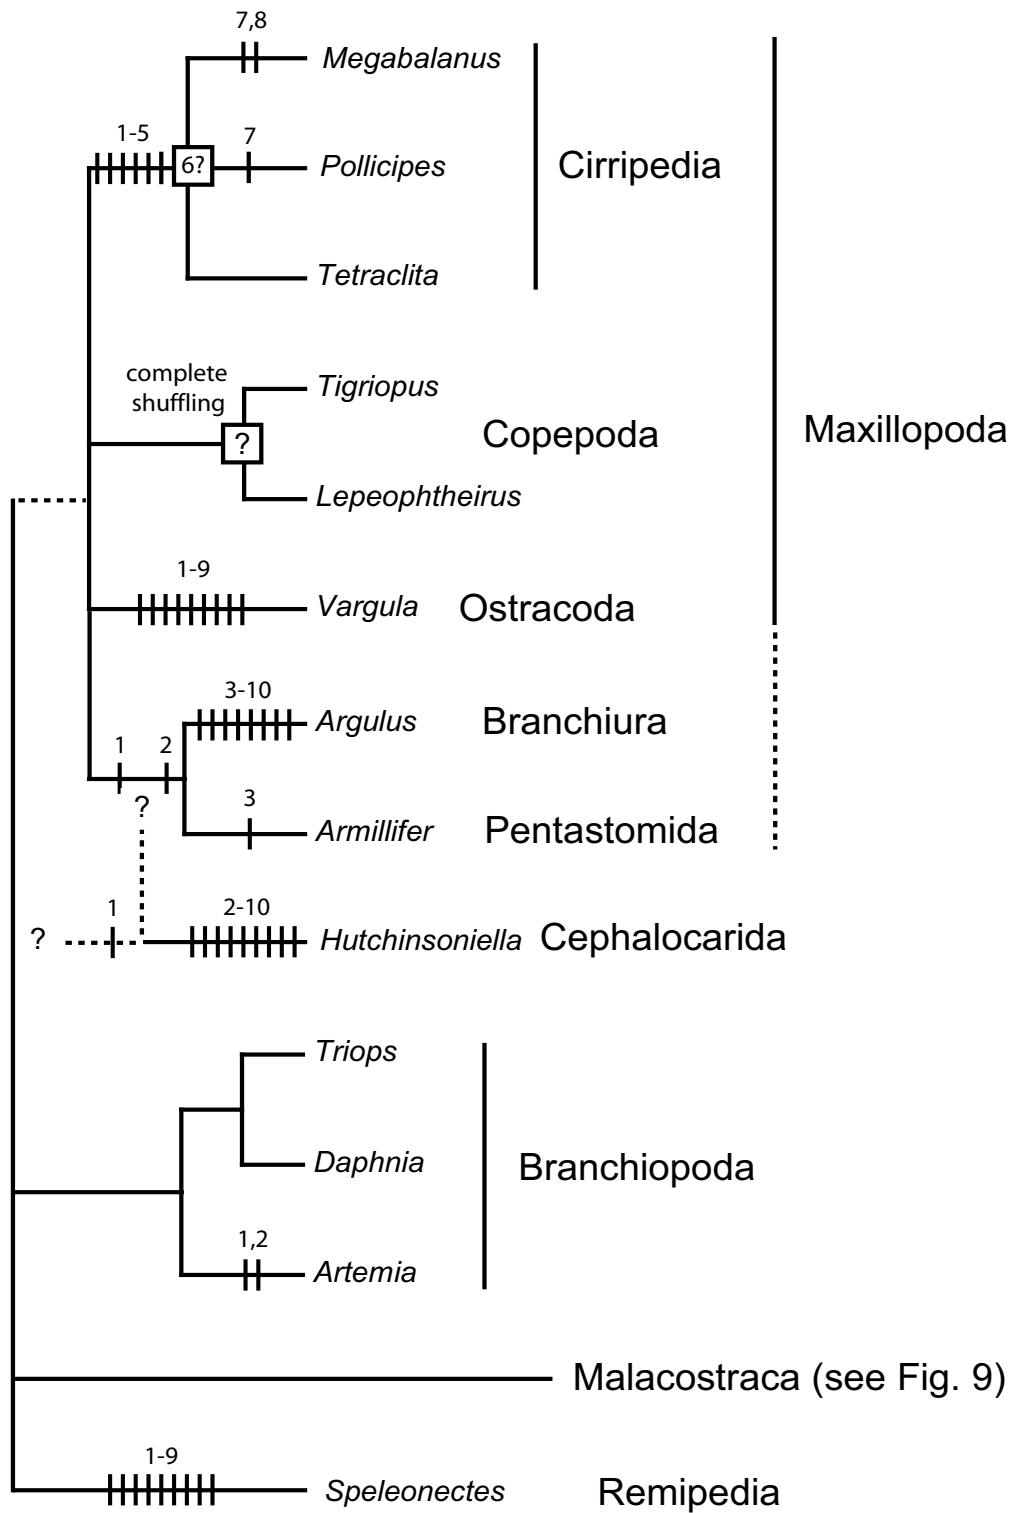 7,8
Megabalanus
1-5
6?
7
Pollicipes
Cirripedia
Tetraclita
complete
shuffling
?
Tigriopus
Copepoda
Maxillopoda
Lepeophtheirus
1-9
Vargula
Ostracoda
3-10
Argulus
Branchiura
1
2
?
3
Armillifer
Pentastomida
?
1
2-10
Hutchinsoniella
Cephalocarida
Triops
Daphnia
Branchiopoda
1,2
Artemia
Malacostraca (see Fig. 9)
1-9
Speleonectes
Remipedia